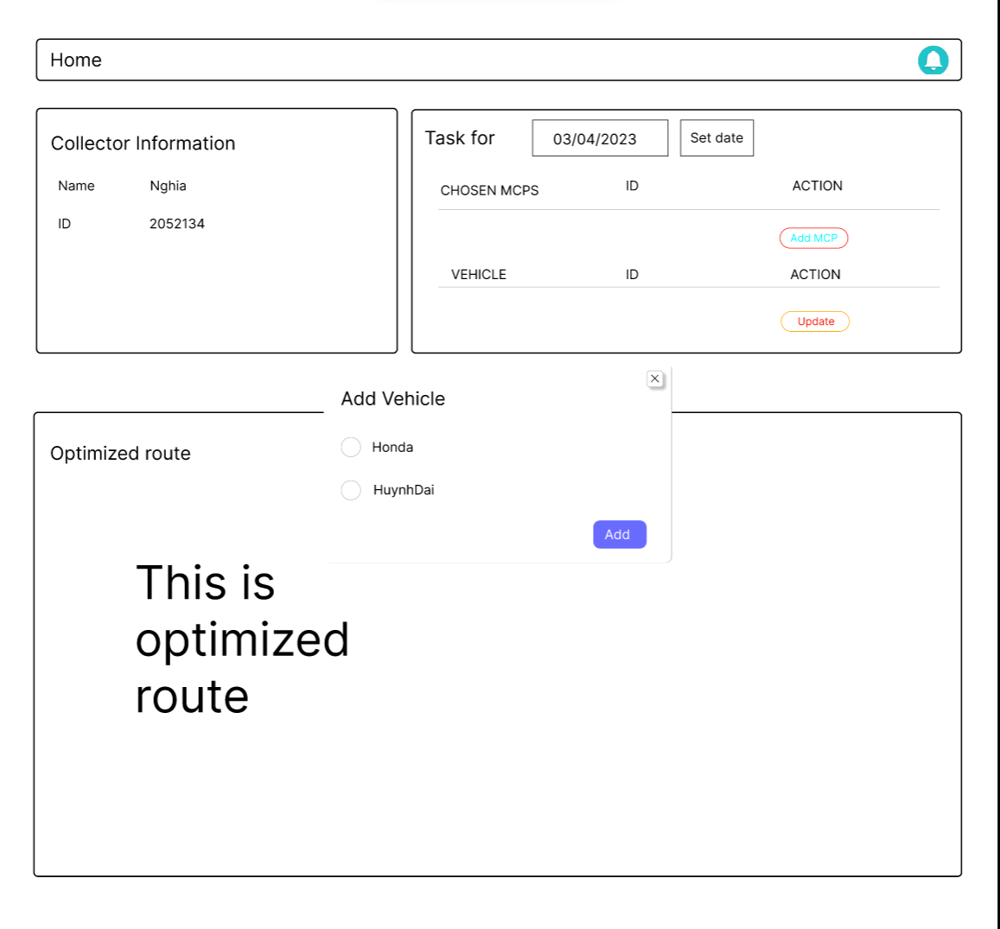 Home
Collector Information
Name Nghia
ID 2052134
Task for 03/04/2023 Set date
CHOSEN MCPS ID ACTION
Add MCP
VEHICLE ID ACTION
Update
Add Vehicle
Honda
HuynhDai
Add
Optimized route
This is
optimized
route